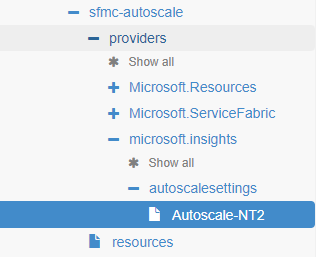 sfmc-autoscale
providers
Show all
Microsoft.Resources
Microsoft.ServiceFabric
microsoft.insights
Show all
autoscalesettings
Autoscale-NT2
resources